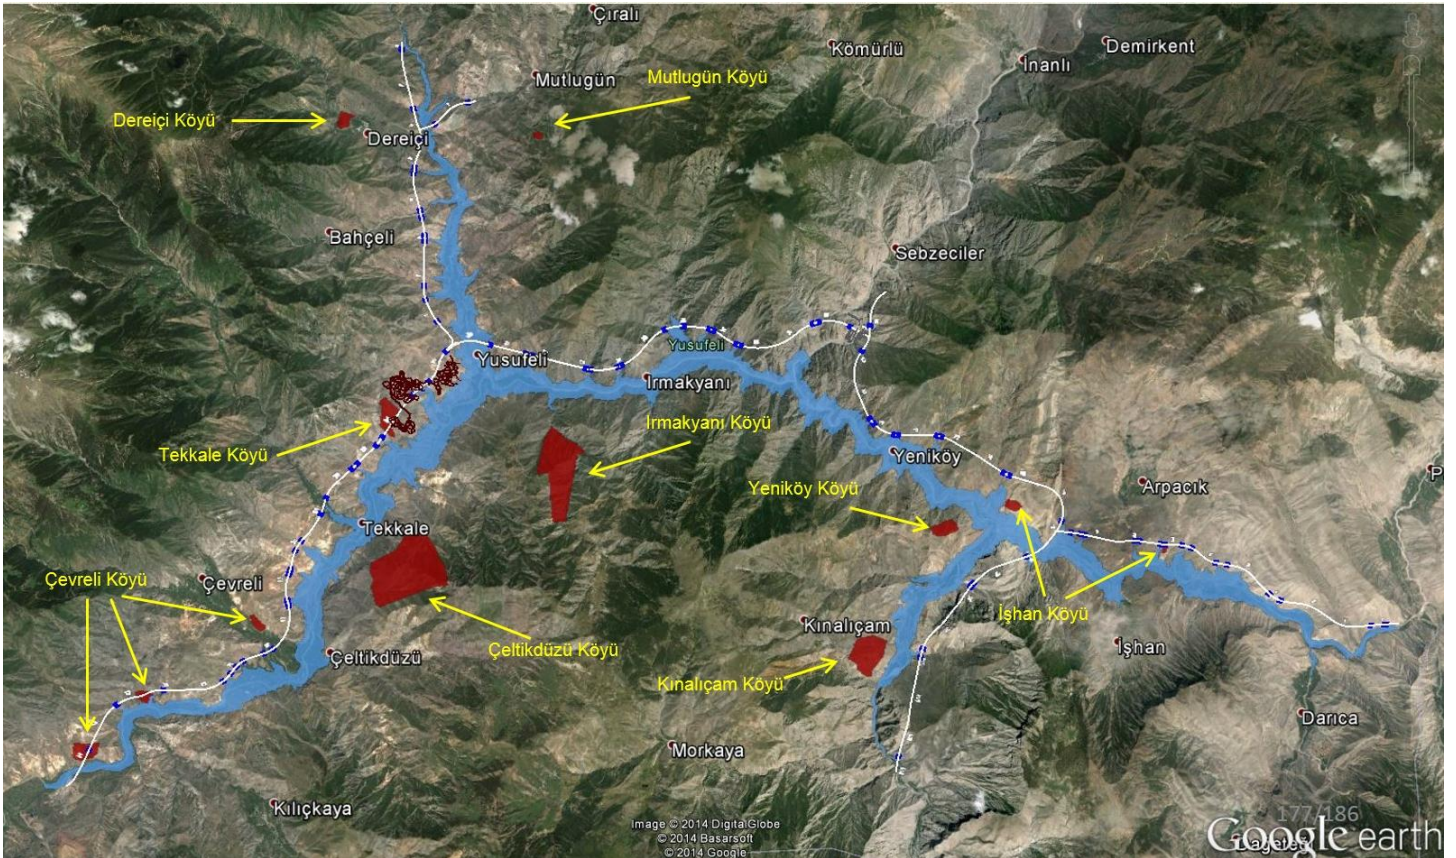 Çıralı
Kömürlü
Demirkent
İnanlı
Mutlugün
Mutlugün Köyü
Dereiçi Köyü
Dereiçi
Bahçeli
Sebzeciler
Yusufeli
Yusufeli
Irmakyanı
Irmakyanı Köyü
Tekkale Köyü
Yeniköy
Yeniköy Köyü
Arpacık
P
Tekkale
Çevreli Köyü
Çevreli
İşhan Köyü
Kınalıçam
Çeltikdüzü
Çeltikdüzü Köyü
İşhan
Kınalıçam Köyü
Darıca
Morkaya
Kılıçkaya
177/186
Image © 2014 DigitalGlobe
© 2014 Basarsoft
© 2014 Google
Google earth